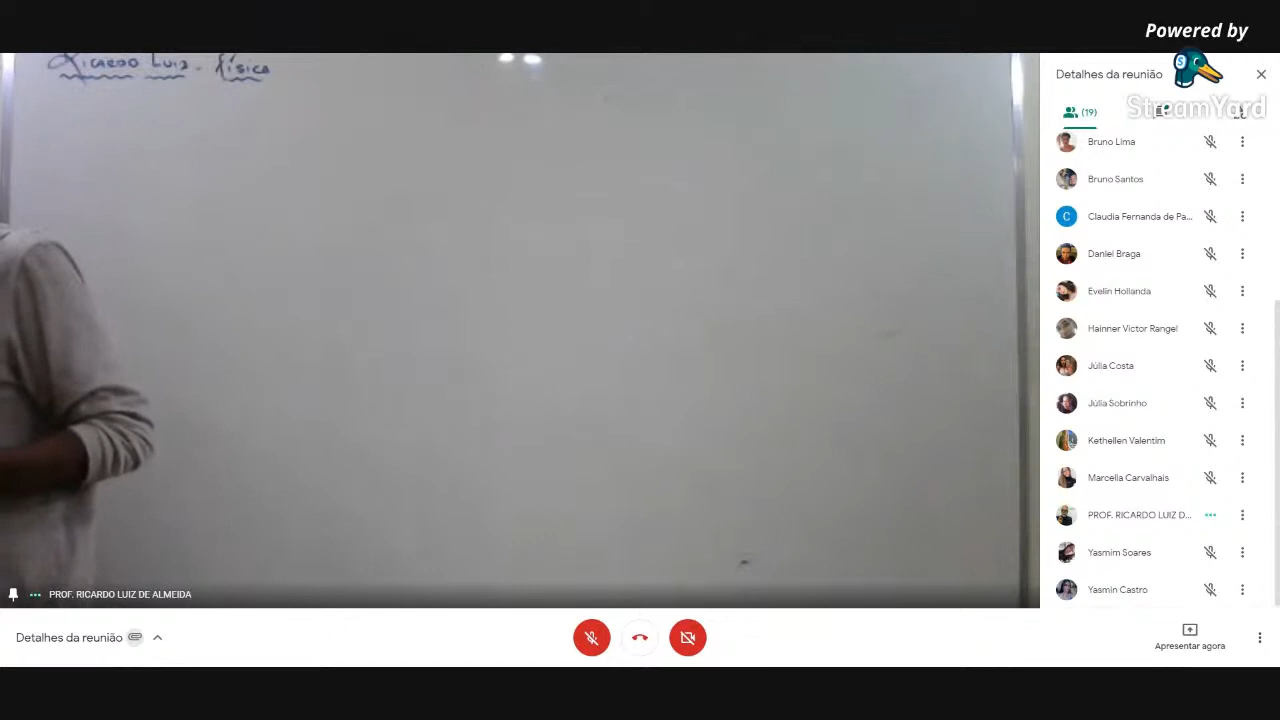 Powered by
StreamYard
Ricardo Luiz - física
Detalhes da reunião
(19)
Bruno Lima
Bruno Santos
C
Claudia Fernanda de Pa...
Daniel Braga
Evelin Hollanda
Hainner Victor Rangel
Júlia Costa
Júlia Sobrinho
Kethellen Valentim
Marcella Carvalhais
PROF. RICARDO LUIZ D...
Yasmim Soares
Yasmin Castro
PROF. RICARDO LUIZ DE ALMEIDA
Detalhes da reunião
Apresentar agora